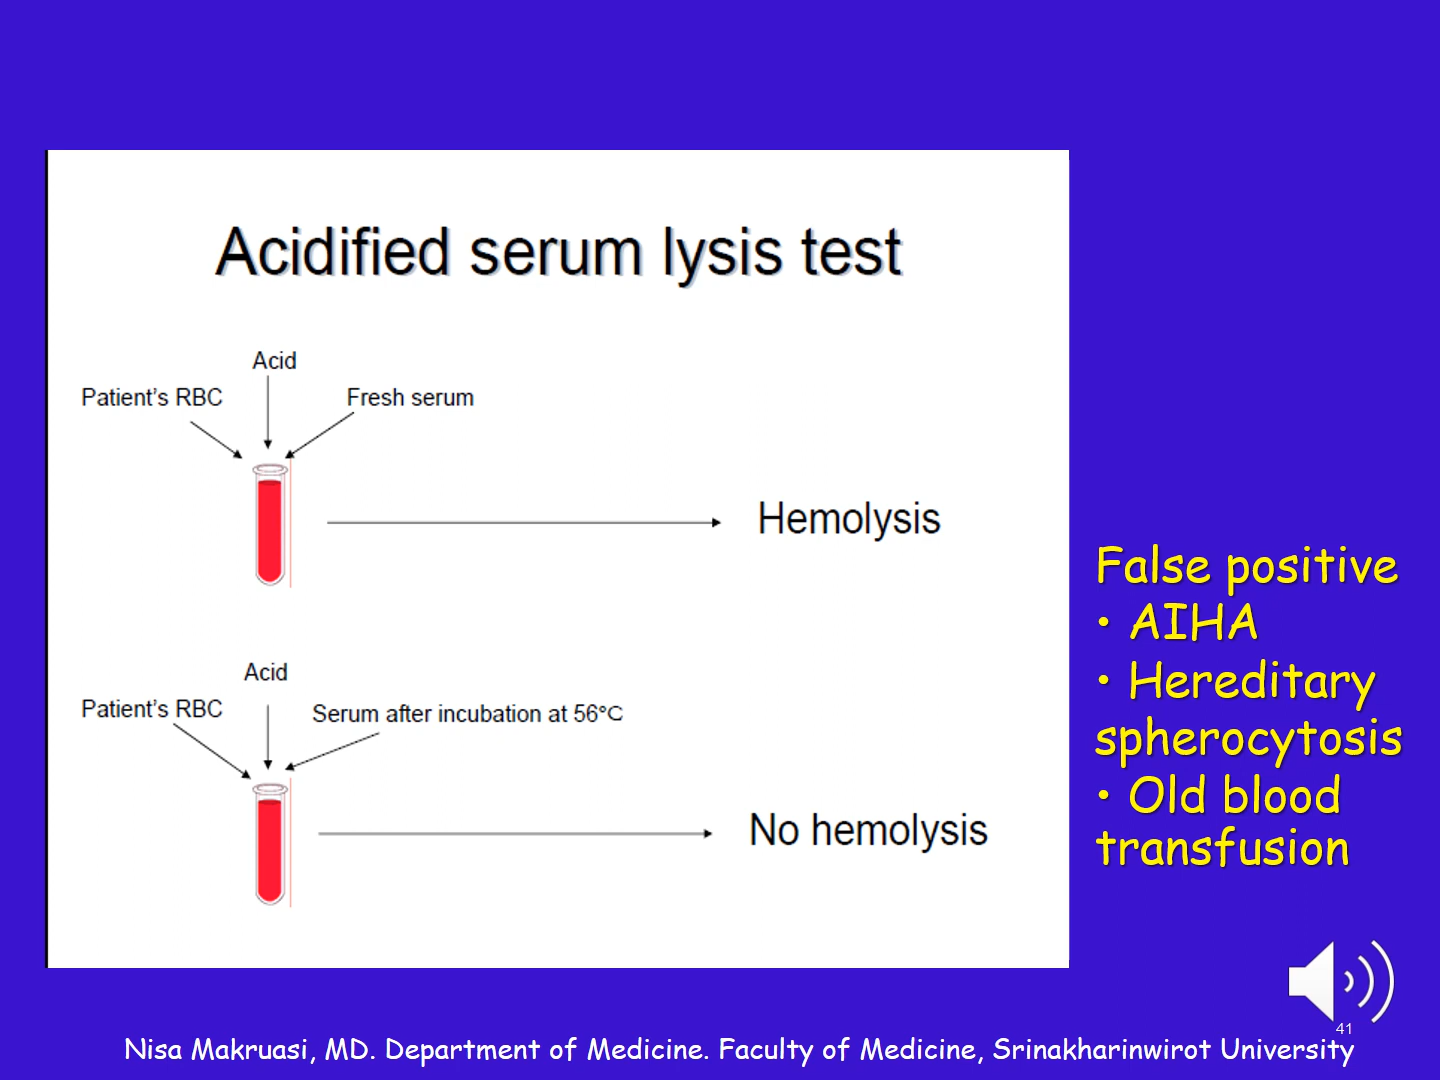 Acidified serum lysis test
Acid
Patient's RBC
Fresh serum
Hemolysis
Acid
Patient's RBC
Serum after incubation at 56°C
No hemolysis
False positive
• AIHA
• Hereditary
spherocytosis
• Old blood
transfusion
41
Nisa Makruasi, MD. Department of Medicine. Faculty of Medicine, Srinakharinwirot University